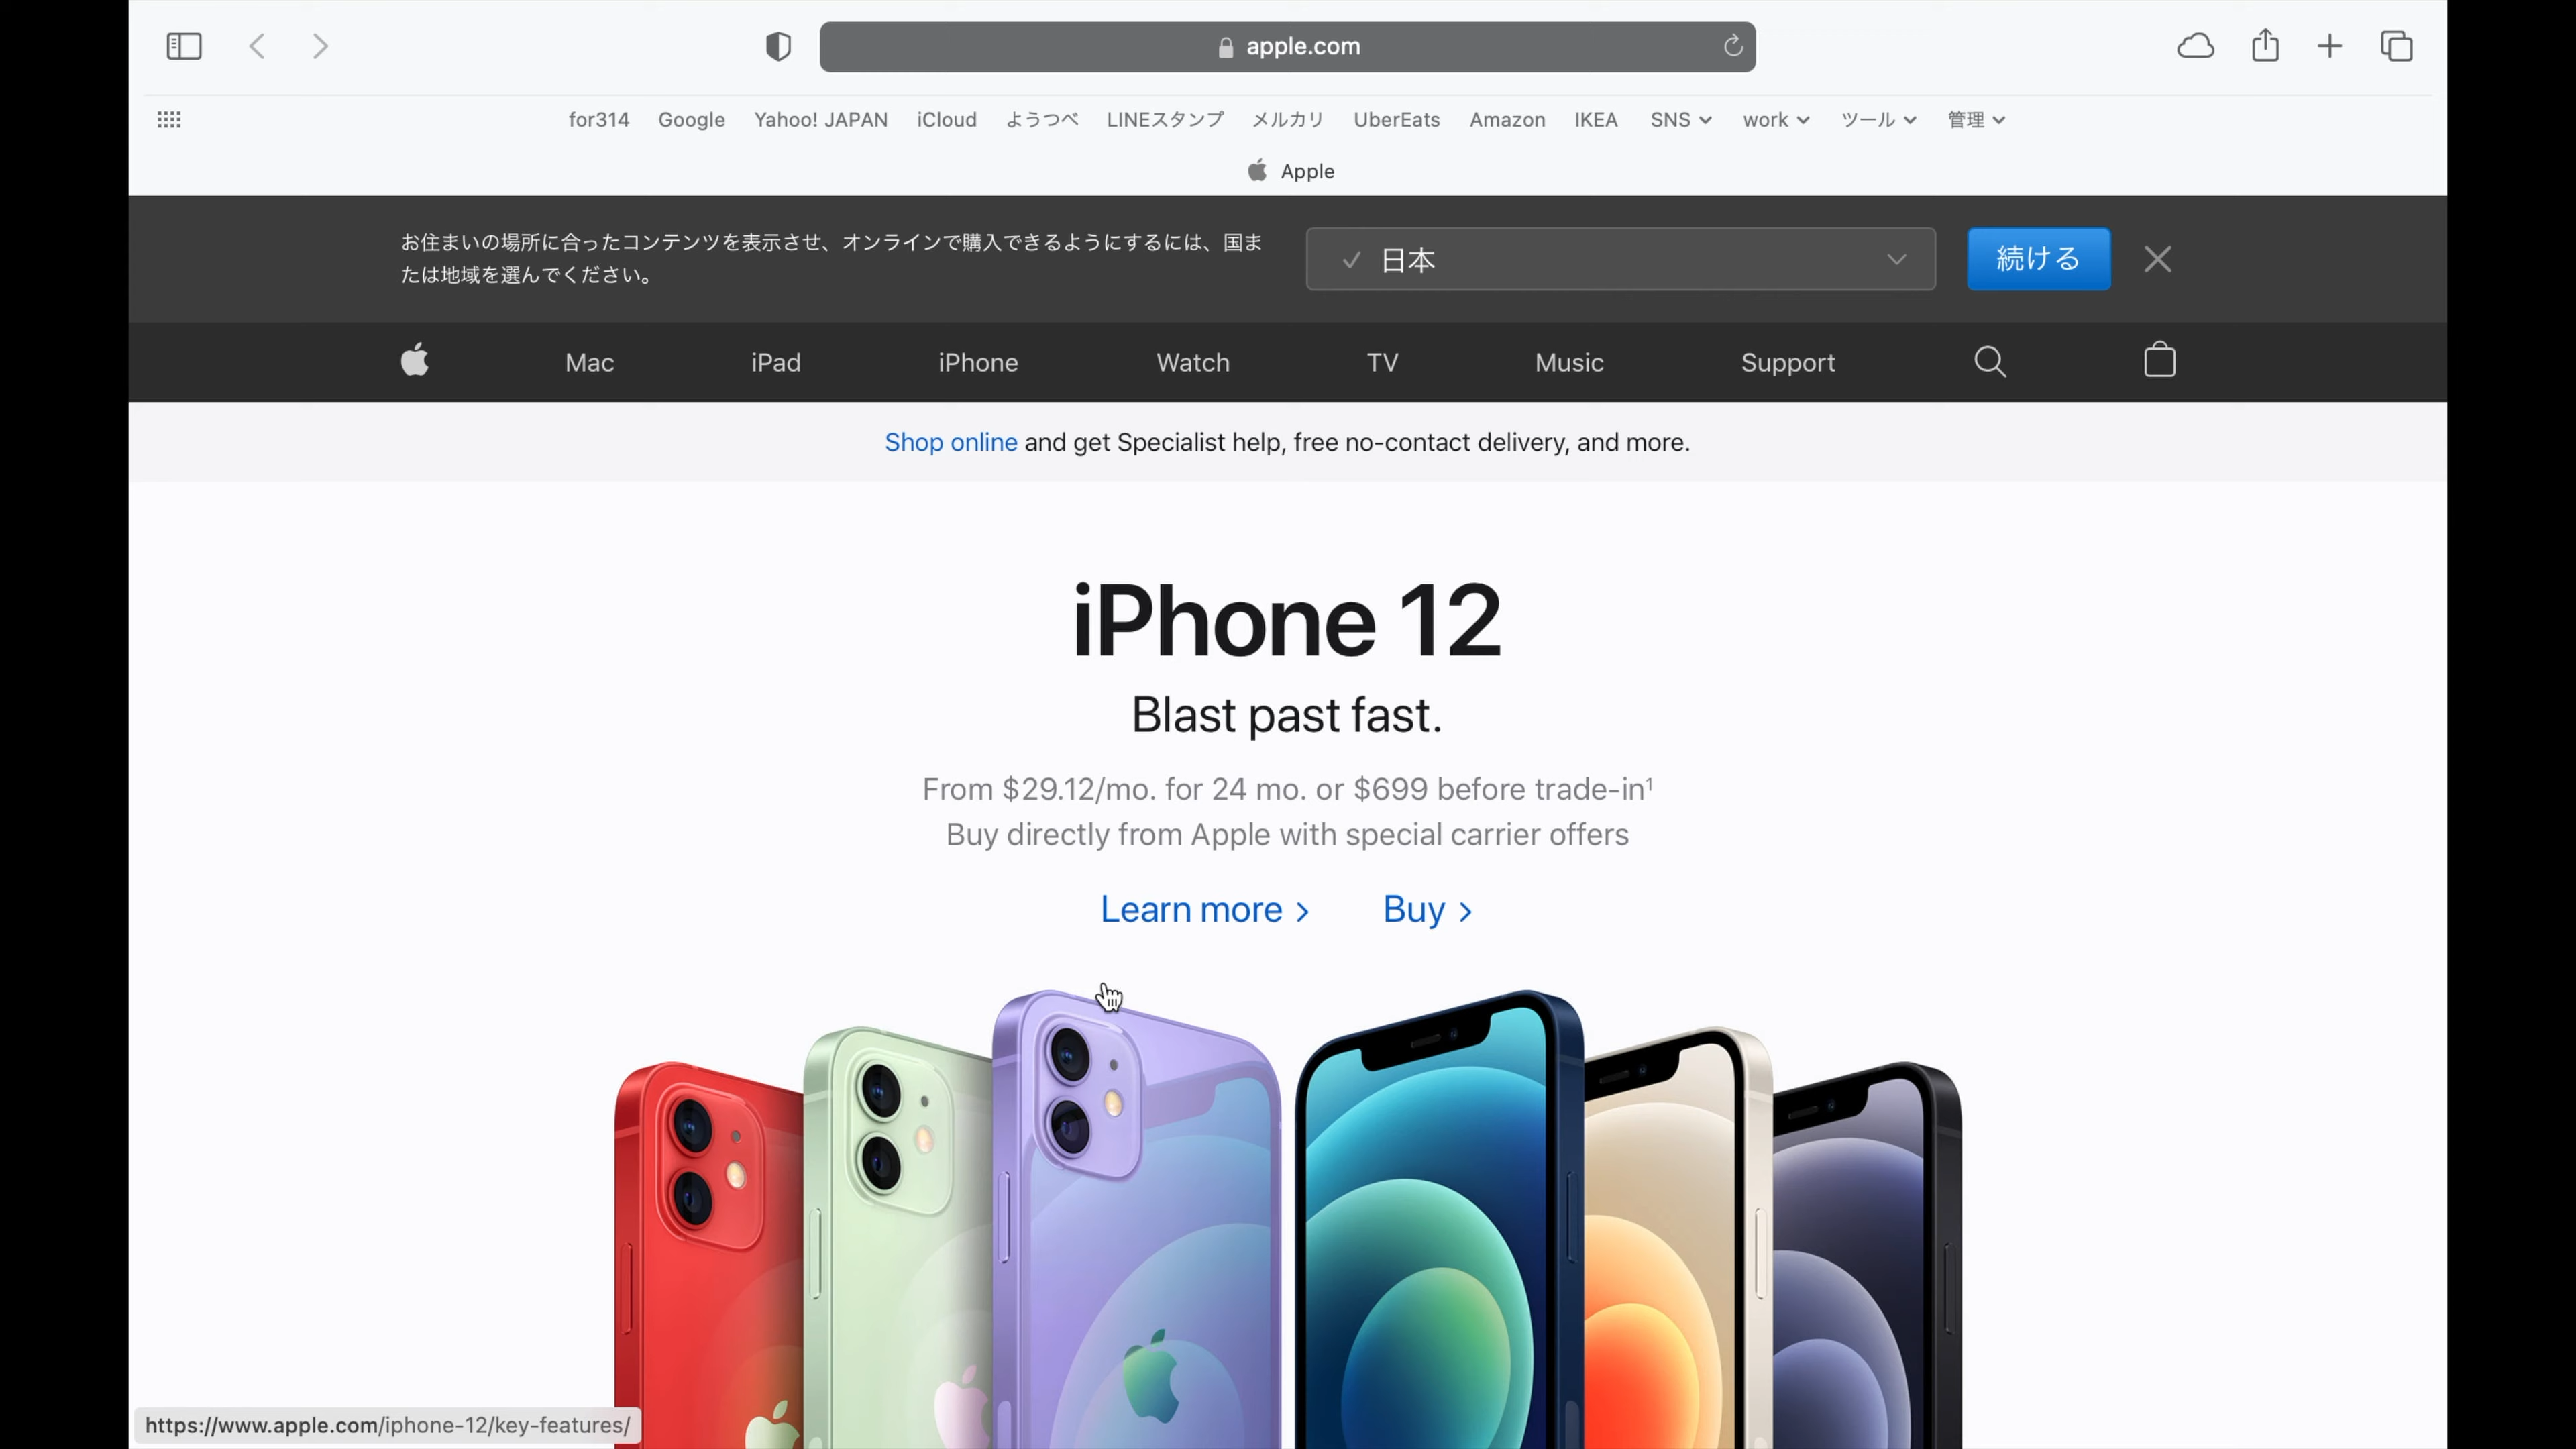 apple.com
for314 Google Yahoo! JAPAN iCloud ようつべ LINEスタンプ メルカリ UberEats Amazon IKEA SNS work ツール 管理
Apple
お住まいの場所に合ったコンテンツを表示させ、オンラインで購入できるようにするには、国ま
たは地域を選んでください。
日本
続ける
Mac iPad iPhone Watch TV Music Support
Shop online and get Specialist help, free no-contact delivery, and more.
iPhone 12
Blast past fast.
From $29.12/mo. for 24 mo. or $699 before trade-in¹
Buy directly from Apple with special carrier offers
Learn more > Buy >
https://www.apple.com/iphone-12/key-features/